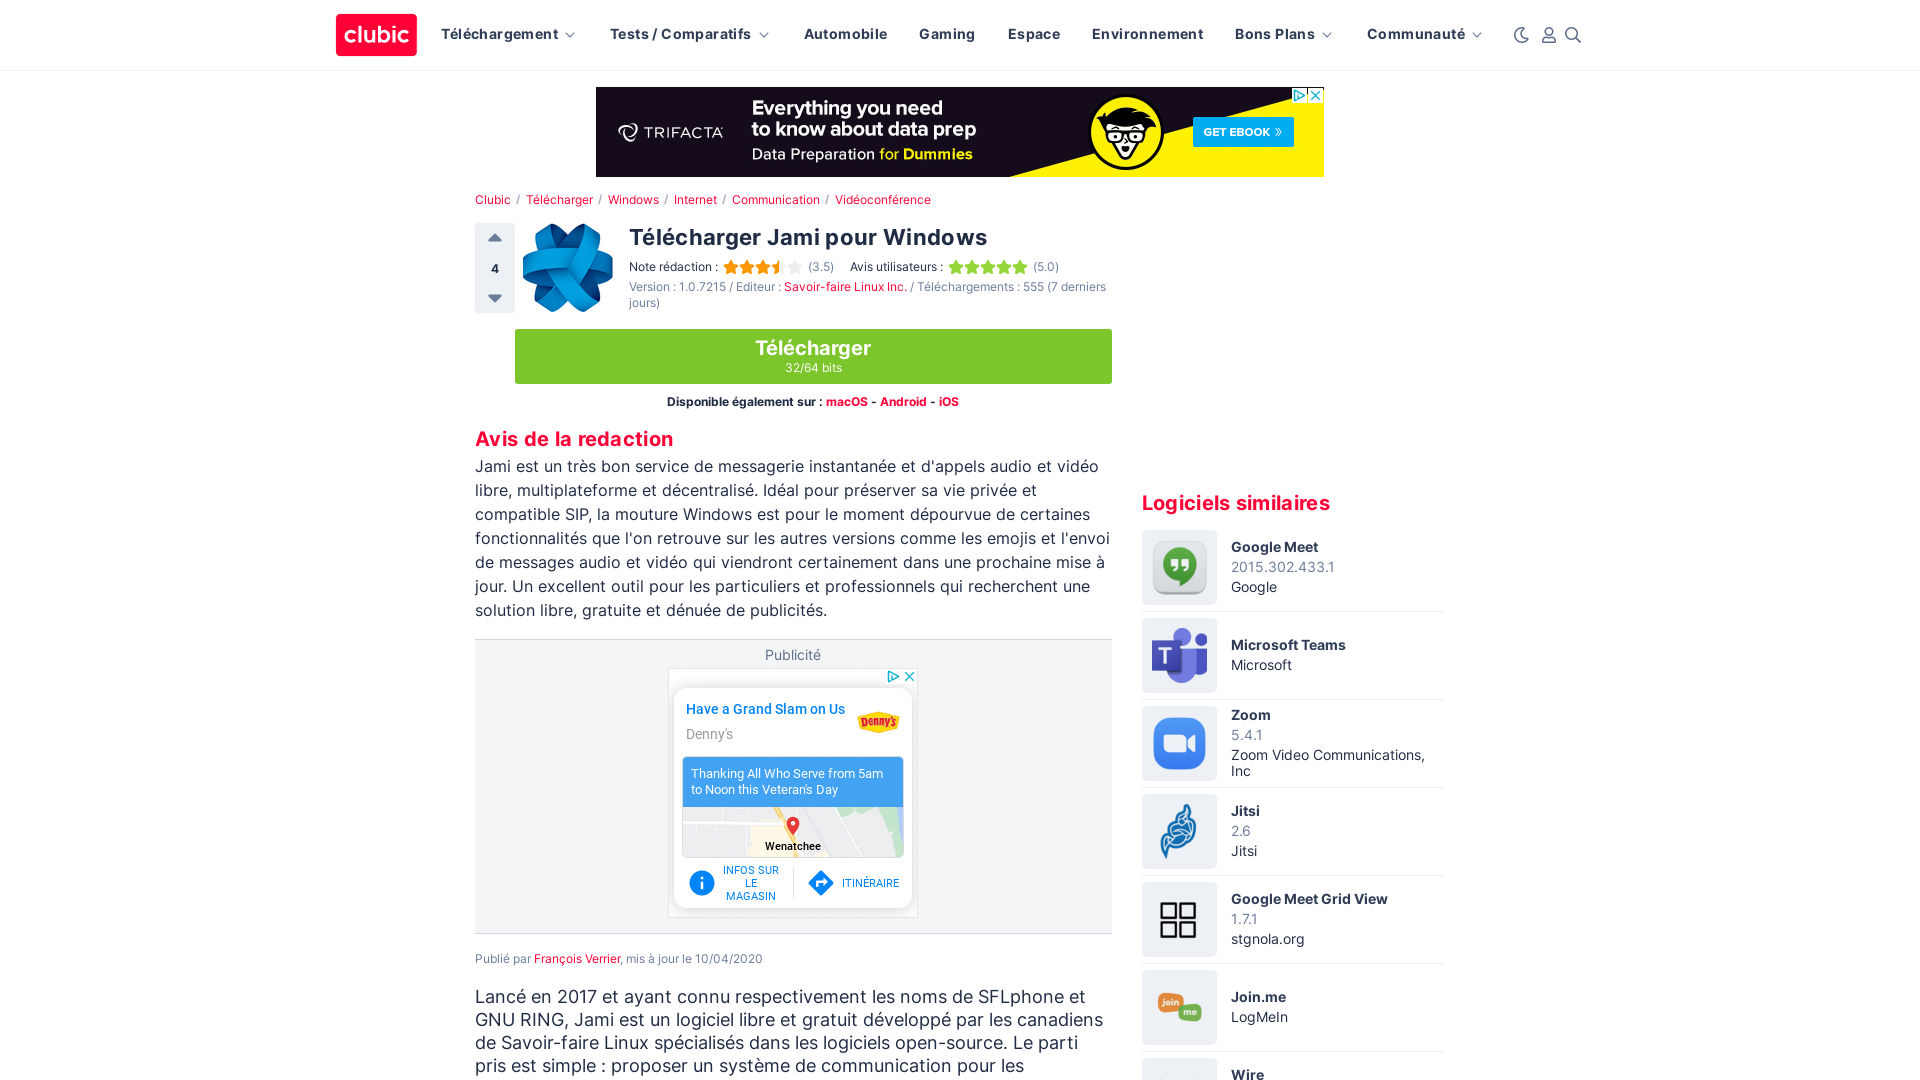 clubic
Téléchargement
Tests / Comparatifs
Automobile
Gaming
Espace
Environnement
Bons Plans
Communauté
TRIFACTA
Everything you need
to know about data prep
Data Preparation for Dummies
GET EBOOK »
Clubic / Télécharger / Windows / Internet / Communication / Vidéoconférence
4
Télécharger Jami pour Windows
Note rédaction : (3.5) Avis utilisateurs : (5.0)
Version : 1.0.7215 / Editeur : Savoir-faire Linux Inc. / Téléchargements : 555 (7 derniers
jours)
Télécharger
32/64 bits
Disponible également sur : macOS - Android - iOS
Avis de la redaction
Jami est un très bon service de messagerie instantanée et d'appels audio et vidéo
libre, multiplateforme et décentralisé. Idéal pour préserver sa vie privée et
compatible SIP, la mouture Windows est pour le moment dépourvue de certaines
fonctionnalités que l'on retrouve sur les autres versions comme les emojis et l'envoi
de messages audio et vidéo qui viendront certainement dans une prochaine mise à
jour. Un excellent outil pour les particuliers et professionnels qui recherchent une
solution libre, gratuite et dénuée de publicités.
Publicité
Have a Grand Slam on Us
Denny's
Denny's
Thanking All Who Serve from 5am
to Noon this Veteran's Day
Wenatchee
INFOS SUR
LE
MAGASIN
ITINÉRAIRE
Publié par François Verrier, mis à jour le 10/04/2020
Lancé en 2017 et ayant connu respectivement les noms de SFLphone et
GNU RING, Jami est un logiciel libre et gratuit développé par les canadiens
de Savoir-faire Linux spécialisés dans les logiciels open-source. Le parti
pris est simple : proposer un système de communication pour les
Logiciels similaires
Google Meet
2015.302.433.1
Google
Microsoft Teams
Microsoft
Zoom
5.4.1
Zoom Video Communications,
Inc
Jitsi
2.6
Jitsi
Google Meet Grid View
1.7.1
stgnola.org
join
me
Join.me
LogMeIn
Wire